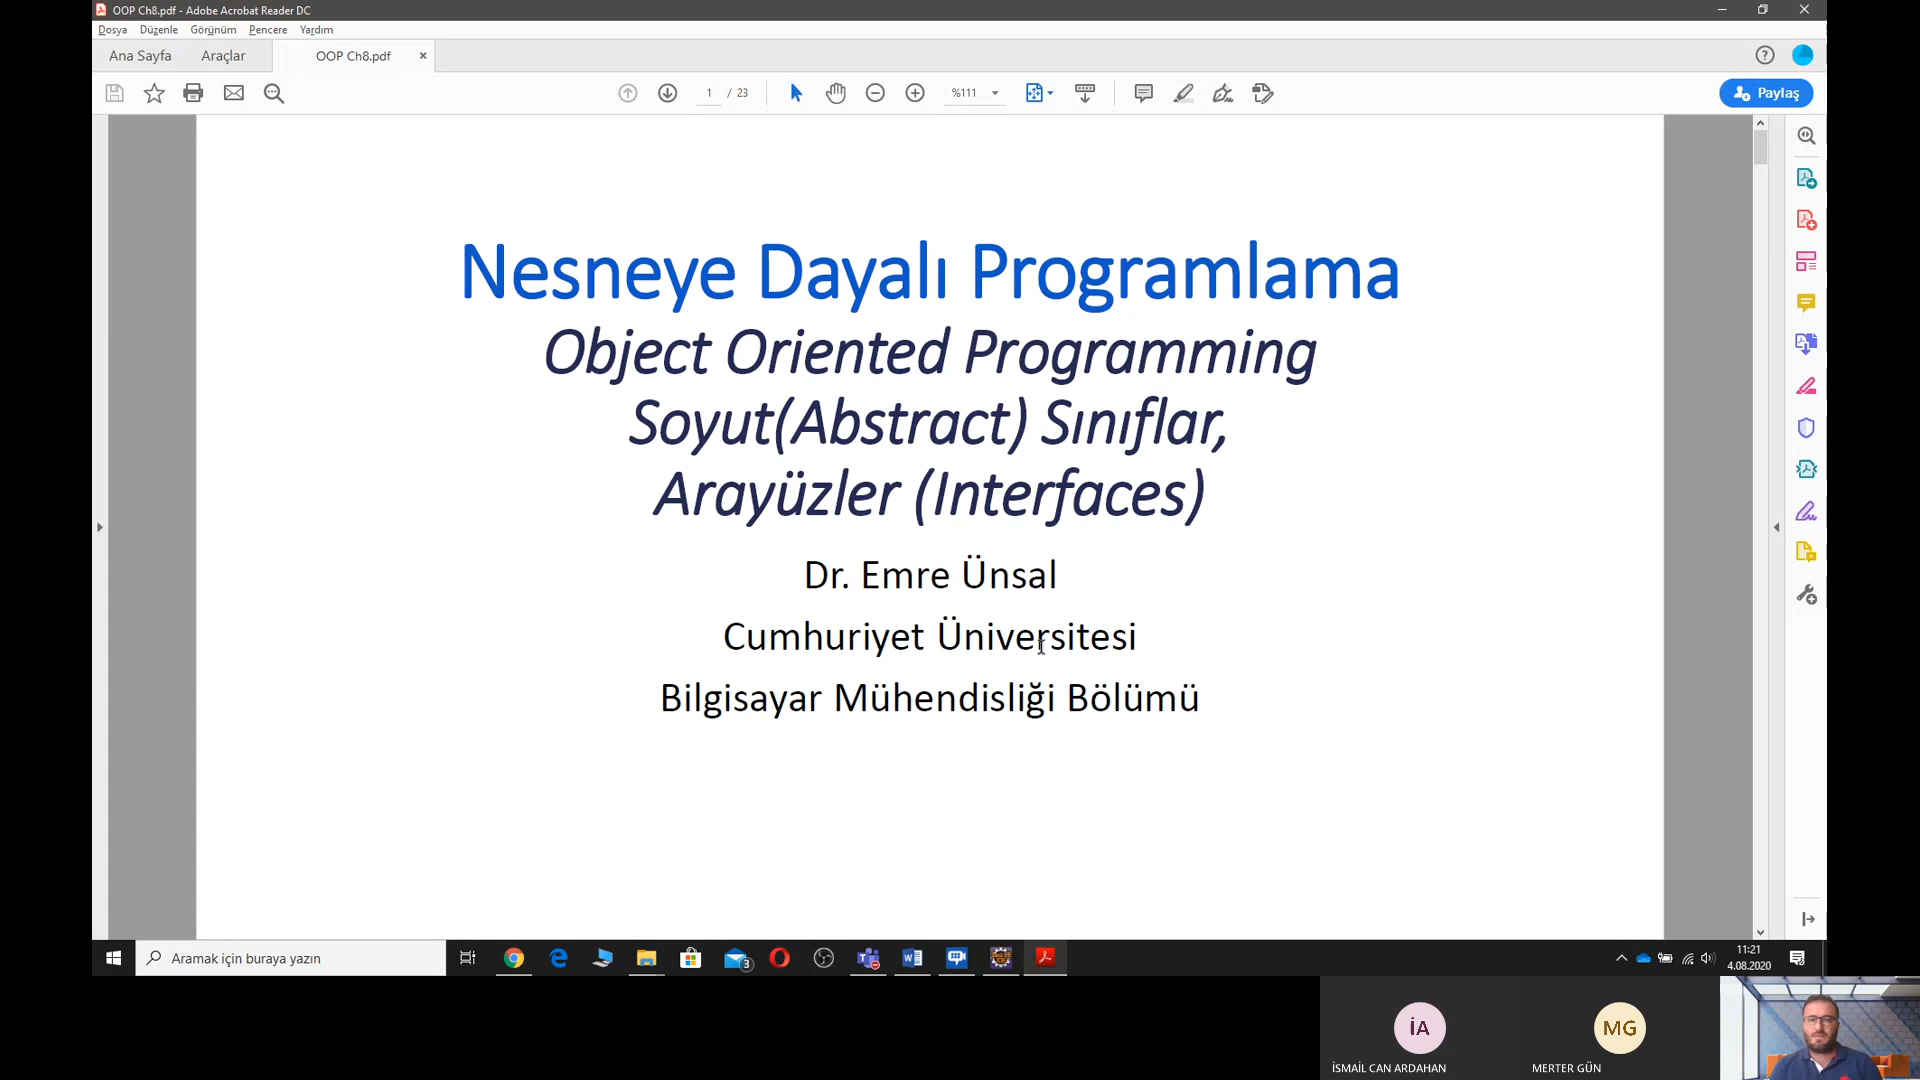 OOP Ch8.pdf - Adobe Acrobat Reader DC
Dosya Düzenle Görünüm Pencere Yardım
Ana Sayfa Araçlar OOP Ch8.pdf
1 / 23 %111 Paylaş
Nesneye Dayalı Programlama
Object Oriented Programming
Soyut(Abstract) Sınıflar,
Arayüzler (Interfaces)
Dr. Emre Ünsal
Cumhuriyet Üniversitesi
Bilgisayar Mühendisliği Bölümü
Aramak için buraya yazın 3 11:21
4.08.2020
İA MG
İSMAİL CAN ARDAHAN MERTER GÜN